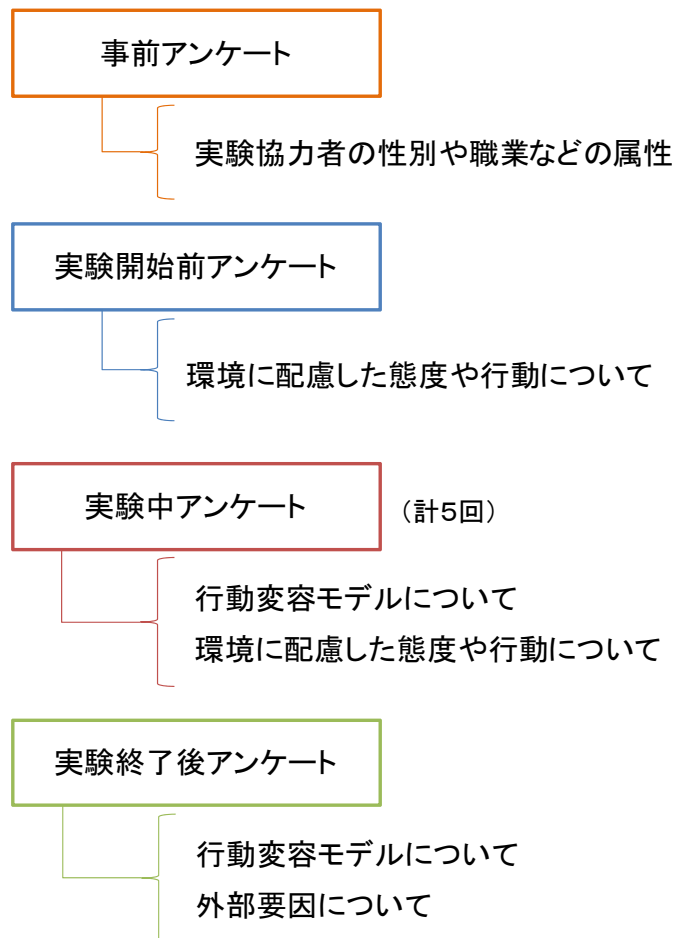 事前アンケート
実験協力者の性別や職業などの属性
実験開始前アンケート
環境に配慮した態度や行動について
実験中アンケート （計５回）
行動変容モデルについて
環境に配慮した態度や行動について
実験終了後アンケート
行動変容モデルについて
外部要因について